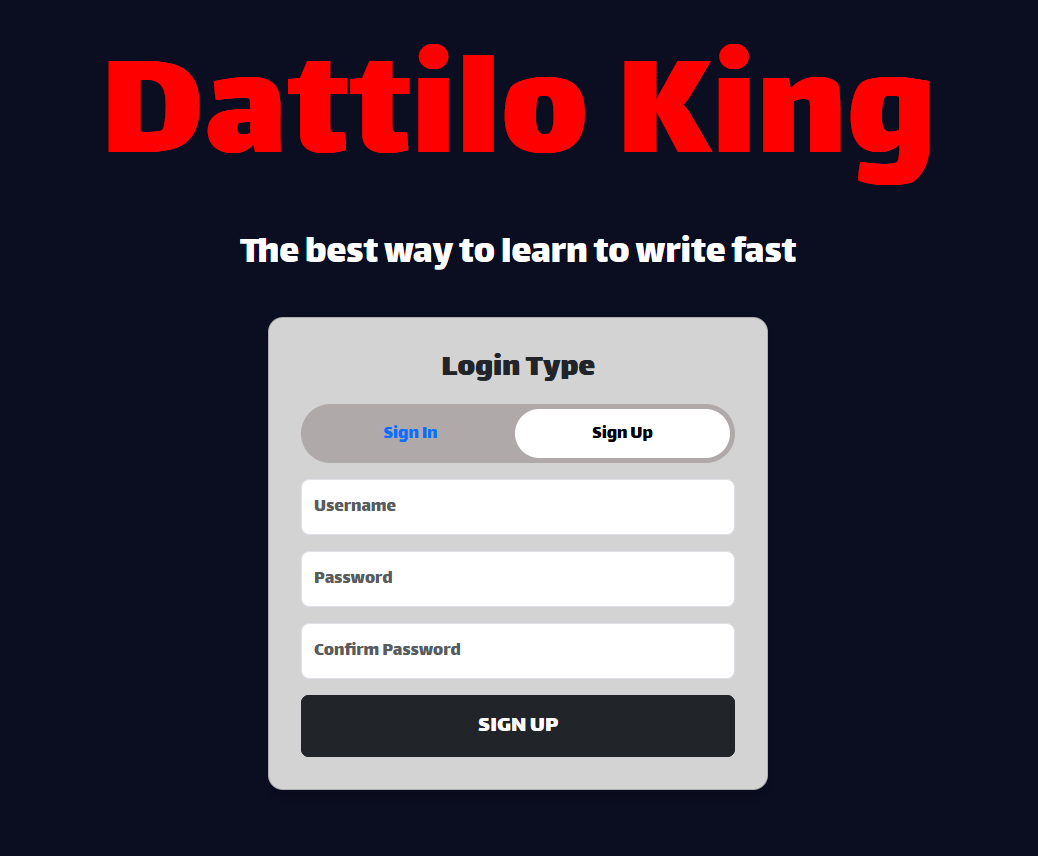 Dattilo King
The best way to learn to write fast
Login Type
Sign In Sign Up
Username
Password
Confirm Password
SIGN UP